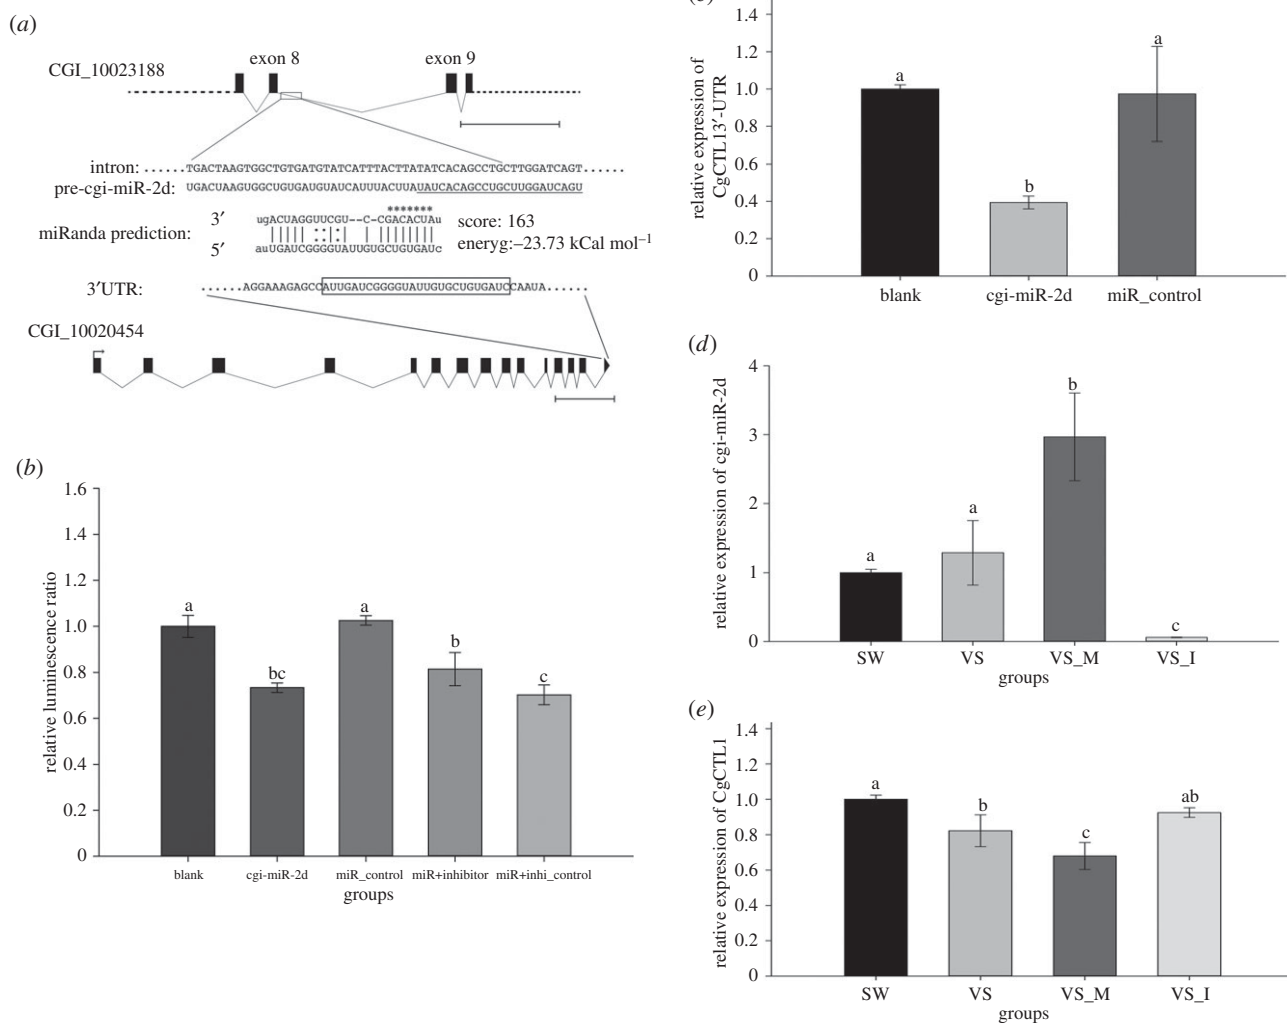 (a)
exon 8
exon 9
CGI_10023188
intron: ......TGACTAAGTGGCTGTGATGTATCATTTACTTATATCACAGCCTGCTTGGATCAGT......
pre-cgi-miR-2d: UGACUAAGUGGCUGUGAUGUAUCAUUUACUUAUAUCACAGCCUGCUUGGAUCAGU
*******
3′ ugACUAGGUUCGU--C-CGACACUAu
miRanda prediction:
5′ auUGAUCGGGGUAUUGUGCUGUGAUc
score: 163
eneryg:–23.73 kCal mol–1
3′UTR: ......AGGAAAGAGCCAUUGAUCGGGGUAUUGUGCUGUGAUCCAAUA......
CGI_10020454
(b)
relative luminescence ratio
1.6
1.4
1.2
1.0
0.8
0.6
0.4
0.2
0
a
bc
a
b
c
blank cgi-miR-2d miR_control miR+inhibitor miR+inhi_control
groups
relative expression of
CgCTL13′-UTR
1.4
1.2
1.0
0.8
0.6
0.4
0.2
0
a
b
a
blank cgi-miR-2d miR_control
(d)
relative expression of cgi-miR-2d
4
3
2
1
0
a
a
b
c
SW VS VS_M VS_I
groups
(e)
relative expression of CgCTL1
1.4
1.2
1.0
0.8
0.6
0.4
0.2
0
a
b
c
ab
SW VS VS_M VS_I
groups